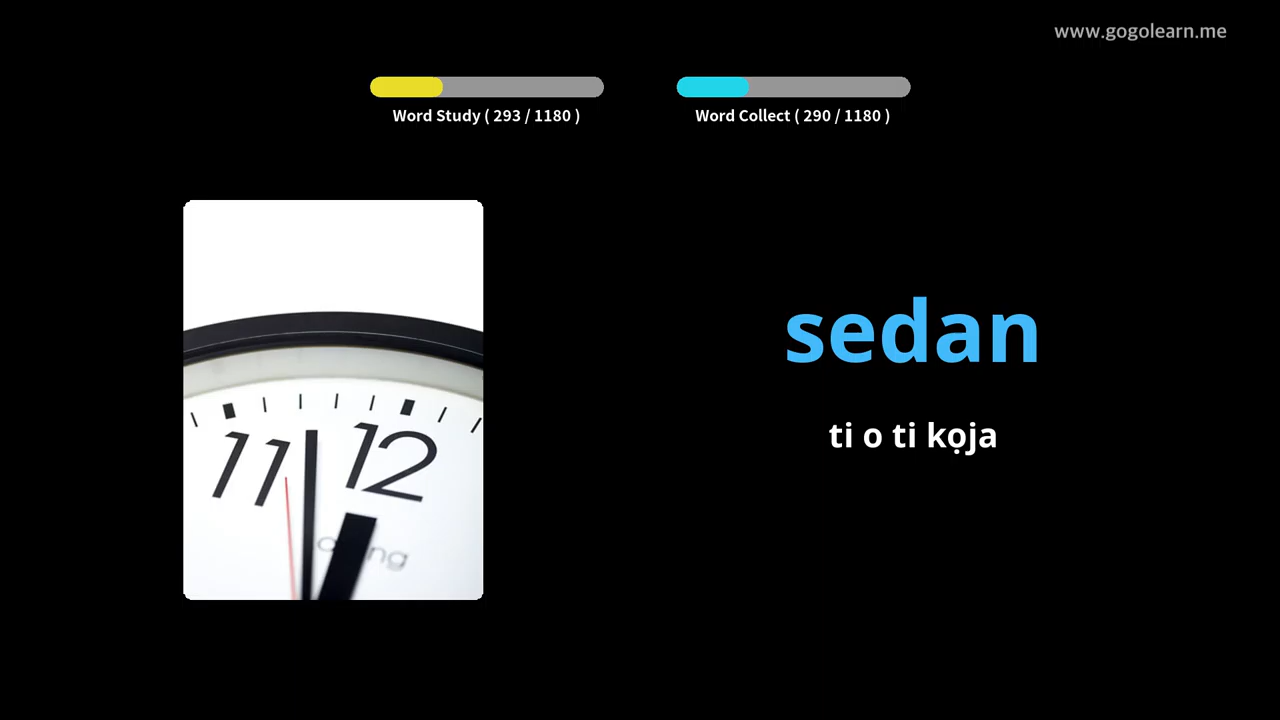 www.gogolearn.me
Word Study ( 293 / 1180 )
Word Collect ( 290 / 1180 )
11
12
sedan
ti o ti kọja